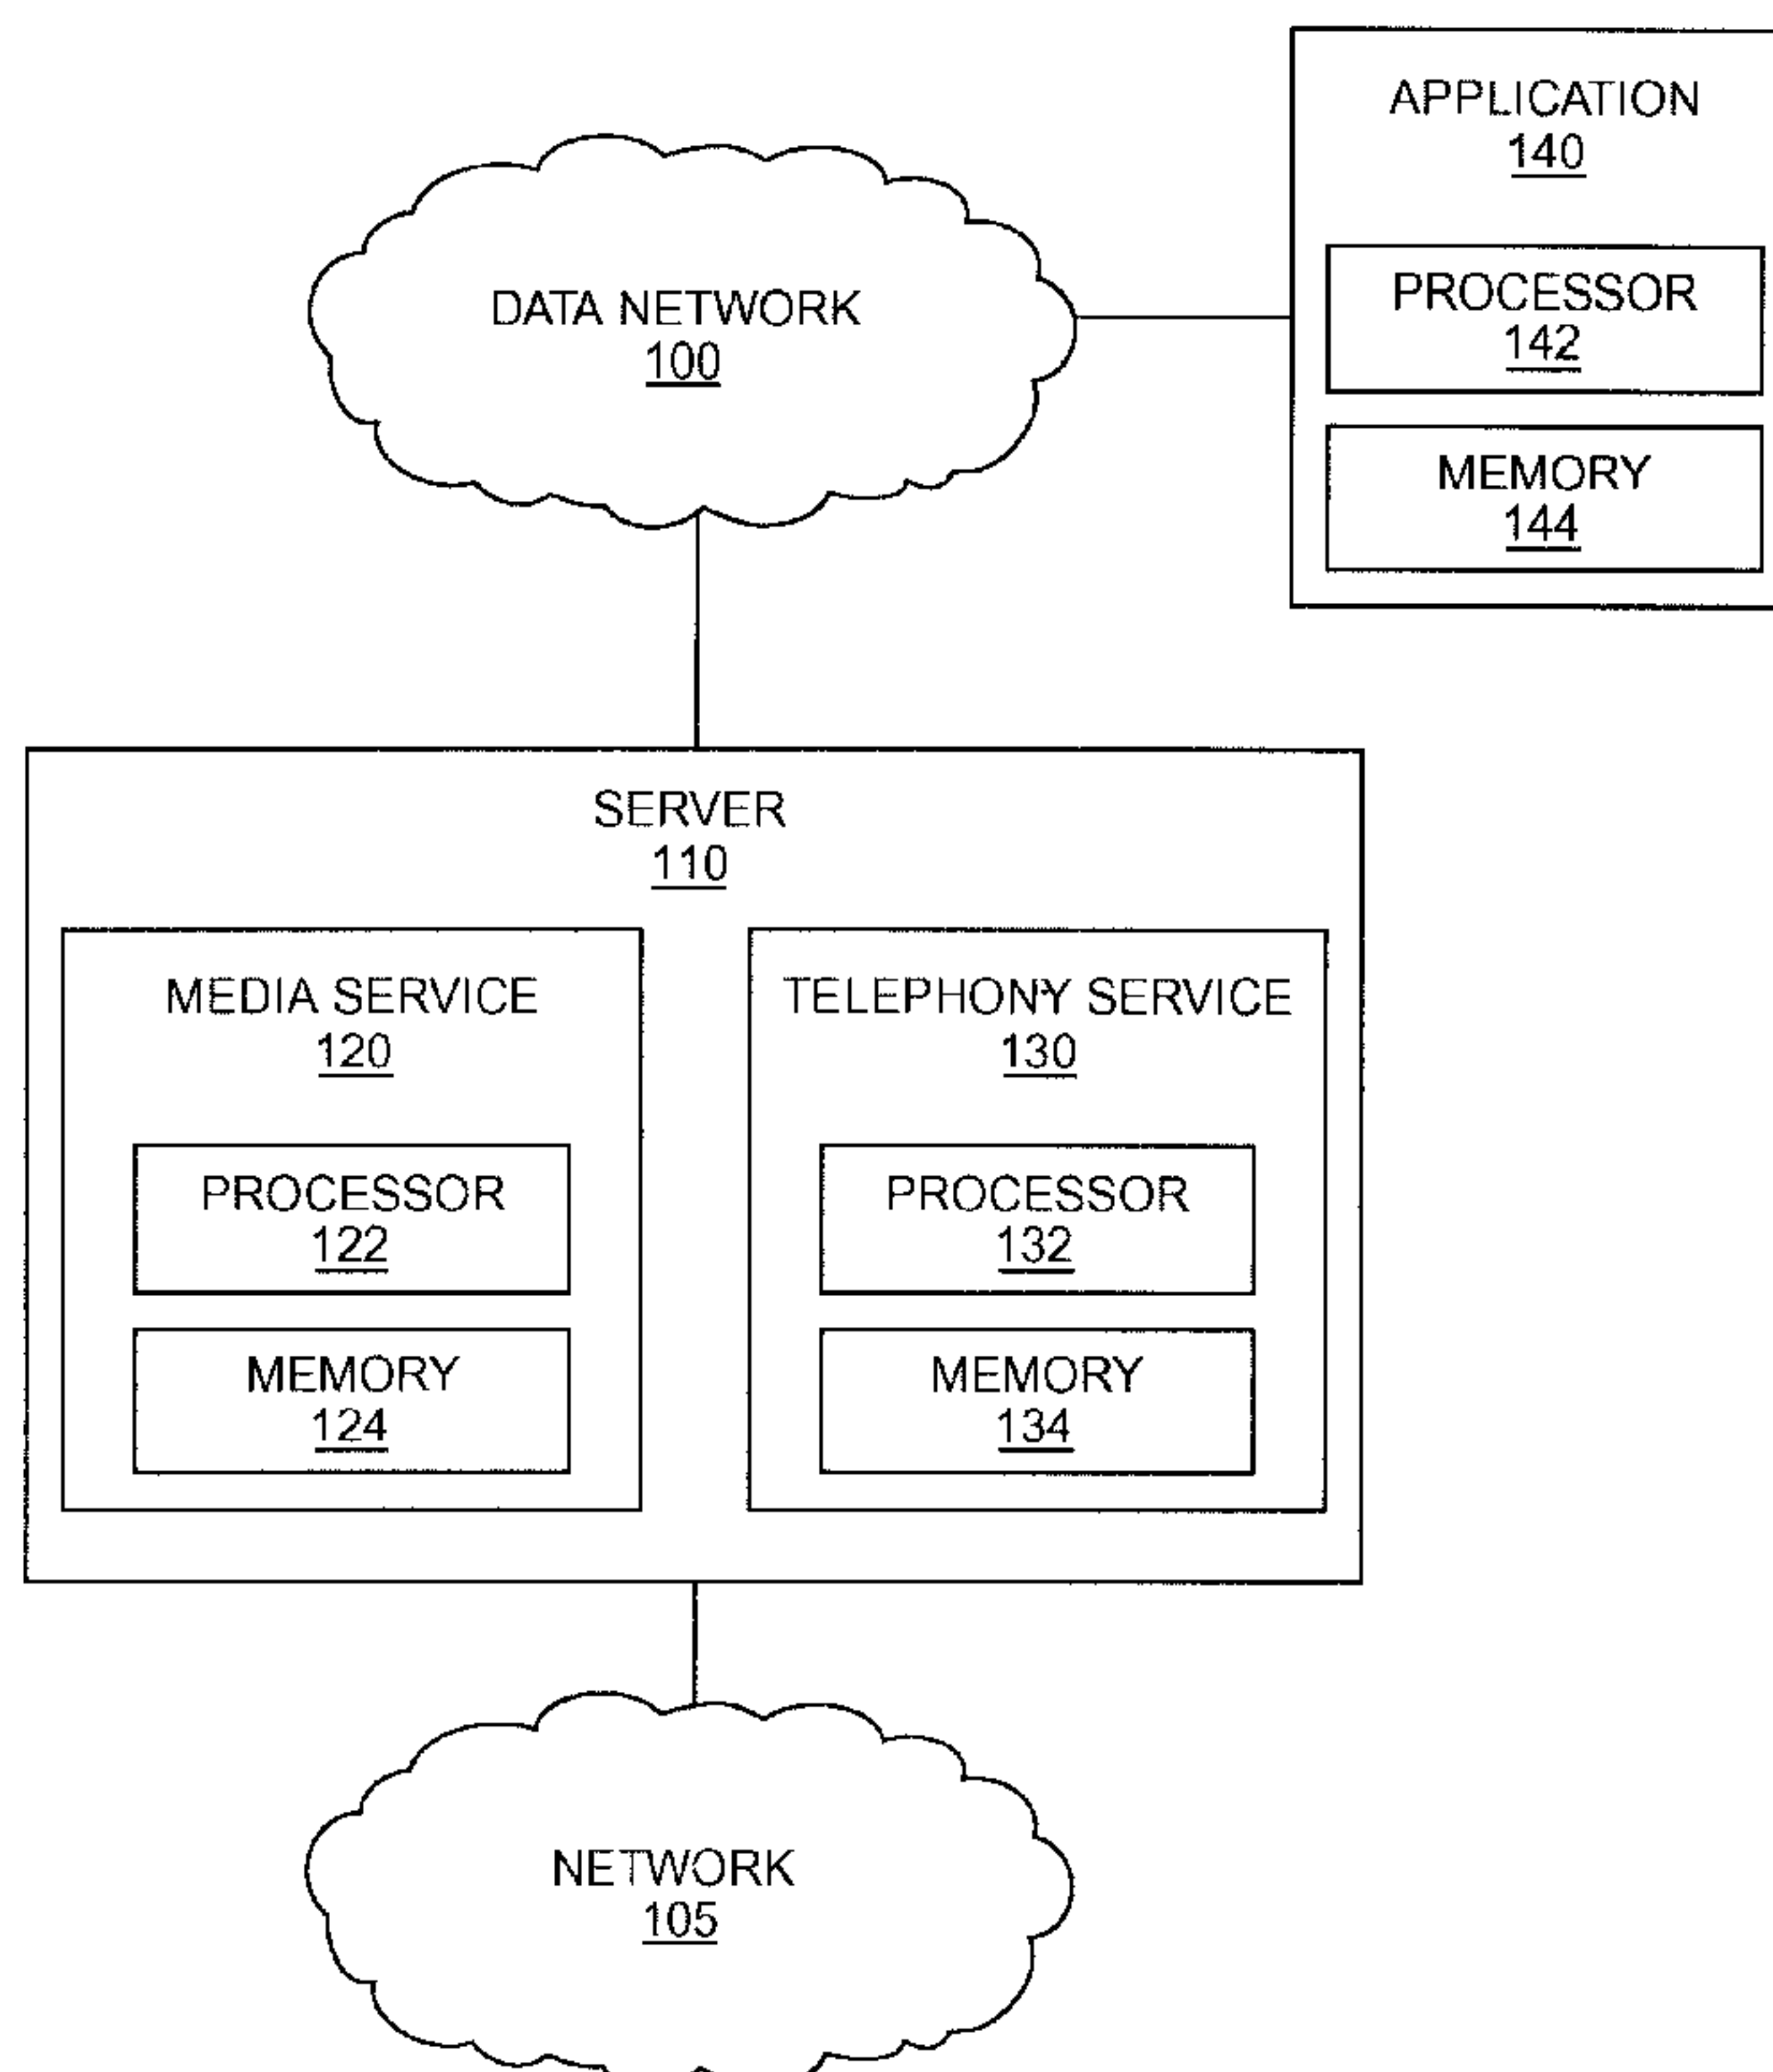 APPLICATION
140
PROCESSOR
142
MEMORY
144
DATA NETWORK
100
SERVER
110
MEDIA SERVICE
120
PROCESSOR
122
MEMORY
124
TELEPHONY SERVICE
130
PROCESSOR
132
MEMORY
134
NETWORK
105